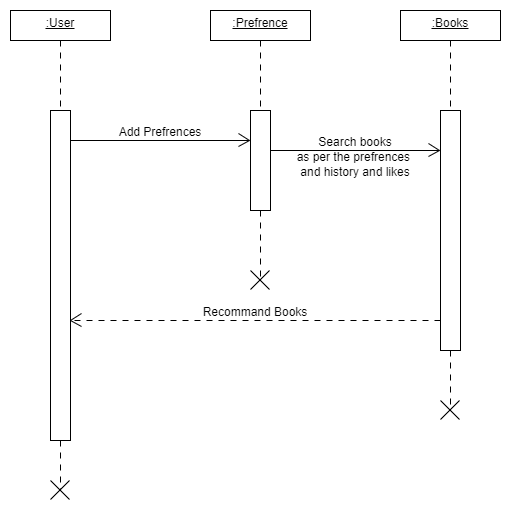 :User
:Prefrence
:Books
Add Prefrences
Search books
as per the prefrences
and history and likes
Recommand Books